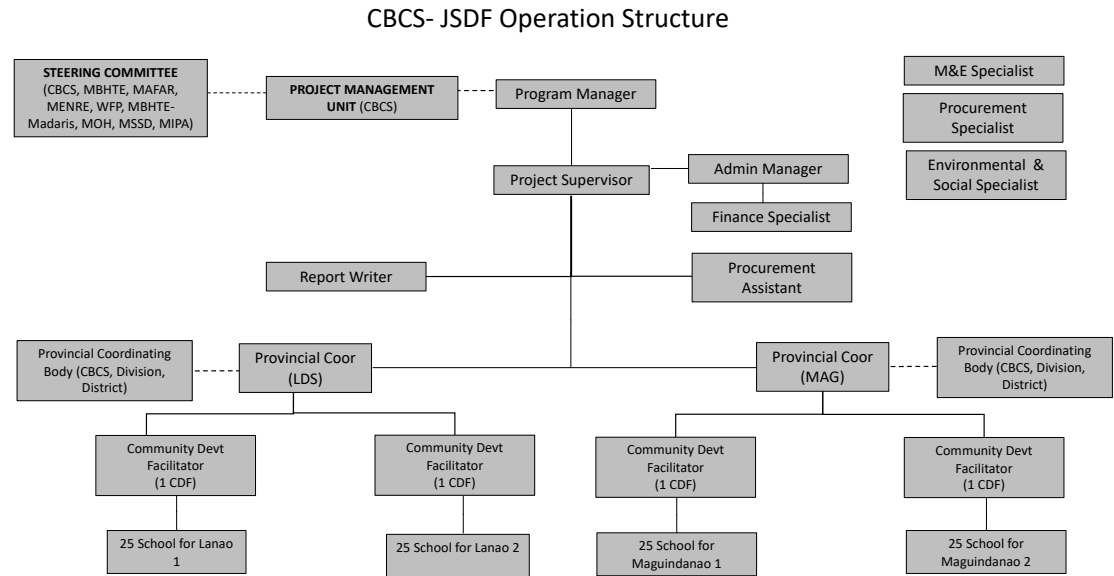 CBCS- JSDF Operation Structure
STEERING COMMITTEE
(CBCS, MBHTE, MAFAR,
MENRE, WFP, MBHTE-
Madaris, MOH, MSSD, MIPA)
PROJECT MANAGEMENT
UNIT (CBCS)
Program Manager
M&E Specialist
Procurement
Specialist
Environmental &
Social Specialist
Project Supervisor
Admin Manager
Finance Specialist
Report Writer
Procurement
Assistant
Provincial Coordinating
Body (CBCS, Division,
District)
Provincial Coor
(LDS)
Provincial Coor
(MAG)
Provincial Coordinating
Body (CBCS, Division,
District)
Community Devt
Facilitator
(1 CDF)
Community Devt
Facilitator
(1 CDF)
Community Devt
Facilitator
(1 CDF)
Community Devt
Facilitator
(1 CDF)
25 School for Lanao
1
25 School for Lanao 2
25 School for
Maguindanao 1
25 School for
Maguindanao 2